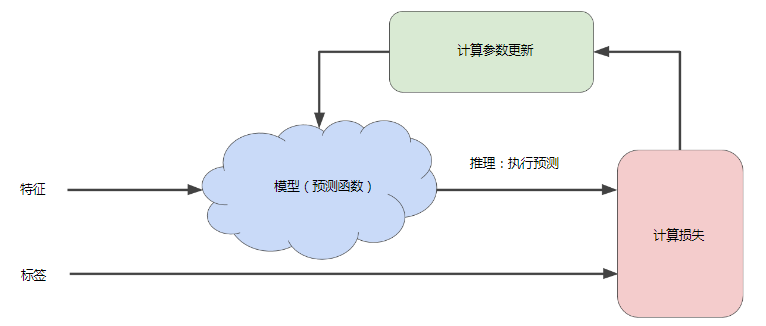 计算参数更新
推理：执行预测
模型（预测函数）
特征
计算损失
标签